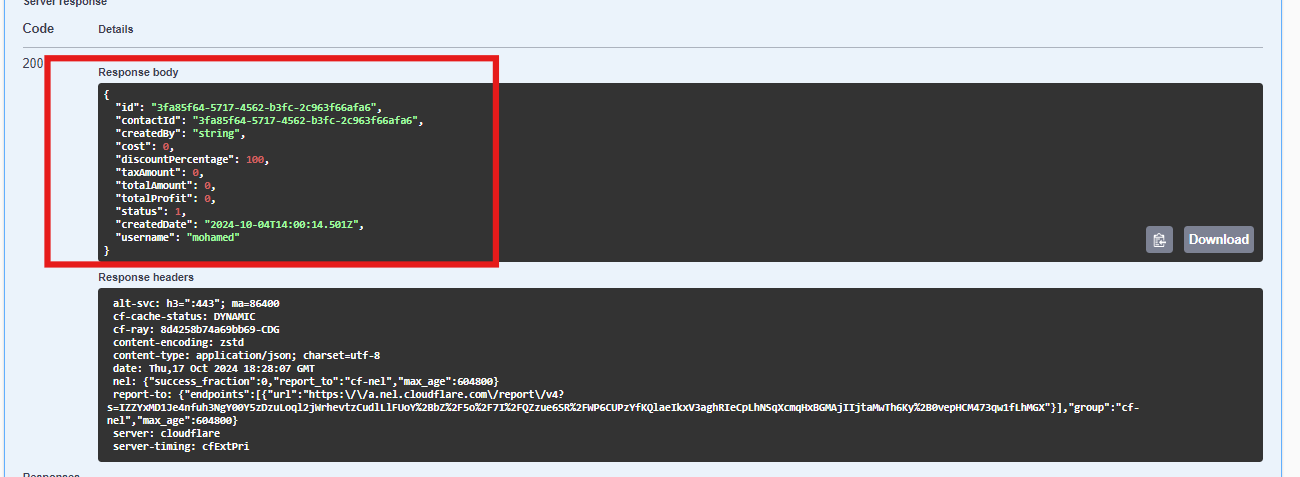 Server response
Code Details
200
Response body
{
  "id": "3fa85f64-5717-4562-b3fc-2c963f66afa6",
  "contactId": "3fa85f64-5717-4562-b3fc-2c963f66afa6",
  "createdBy": "string",
  "cost": 0,
  "discountPercentage": 100,
  "taxAmount": 0,
  "totalAmount": 0,
  "totalProfit": 0,
  "status": 1,
  "createdDate": "2024-10-04T14:00:14.501Z",
  "username": "mohamed"
}
Download
Response headers
alt-svc: h3=":443"; ma=86400
cf-cache-status: DYNAMIC
cf-ray: 8d4258b74a69bb69-CDG
content-encoding: zstd
content-type: application/json; charset=utf-8
date: Thu,17 Oct 2024 18:28:07 GMT
nel: {"success_fraction":0,"report_to":"cf-nel","max_age":604800}
report-to: {"endpoints":[{"url":"https:\/\/a.nel.cloudflare.com\/report\/v4?
s=IZZYxMD1Je4nfuh3NgY00Y5zDzuLoql2jWrhevtzCudlLlFUoY%2BbZ%2F5o%2F7I%2FQZzue6SR%2FWP6CUPzYfKQlaeIkxV3aghRIeCpLhNSqXcmqHxBGMAjIIjtaMwTh6Ky%2B0vepHCM473qw1fLhMGX"}],"group":"cf-
nel","max_age":604800}
server: cloudflare
server-timing: cfExtPri
Responses